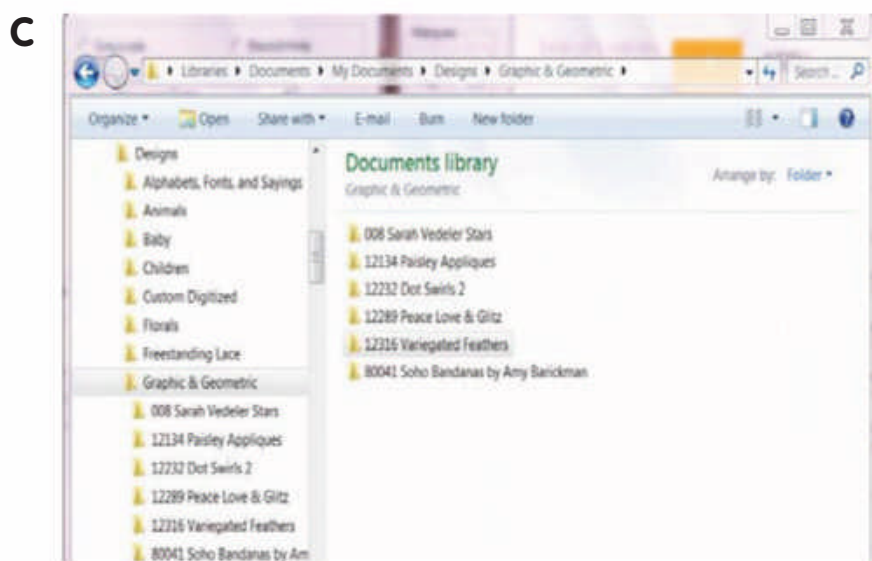 C
Libraries ▸ Documents ▸ My Documents ▸ Designs ▸ Graphic & Geometric ▸
Search...
Organize Open Share with E-mail Burn New folder
Designs
Alphabets, Fonts, and Sayings
Animals
Baby
Children
Custom Digitized
Florals
Freestanding Lace
Graphic & Geometric
008 Sarah Vedeler Stars
12134 Paisley Appliques
12232 Dot Swirls 2
12289 Peace Love & Glitz
12316 Variegated Feathers
80041 Soho Bandanas by Am
Documents library
Graphic & Geometric
Arrange by: Folder
008 Sarah Vedeler Stars
12134 Paisley Appliques
12232 Dot Swirls 2
12289 Peace Love & Glitz
12316 Variegated Feathers
80041 Soho Bandanas by Amy Barickman